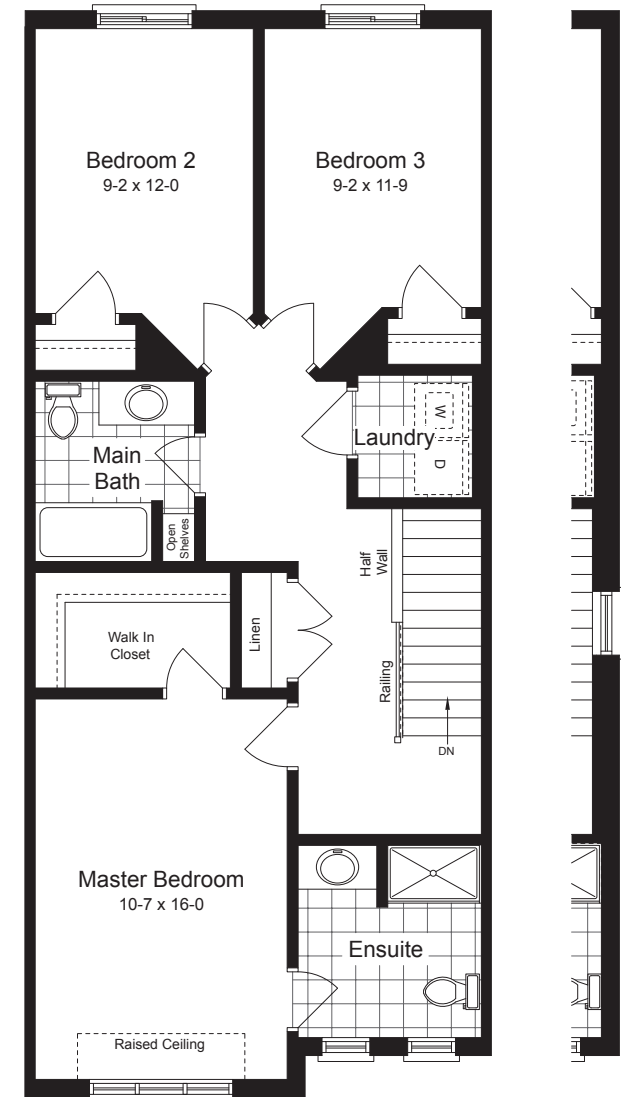 Bedroom 2
9-2 x 12-0
Bedroom 3
9-2 x 11-9
Main
Bath
Open
Shelves
Laundry
W
D
Half
Wall
Walk In
Closet
Linen
Railing
DN
Master Bedroom
10-7 x 16-0
Ensuite
Raised Ceiling